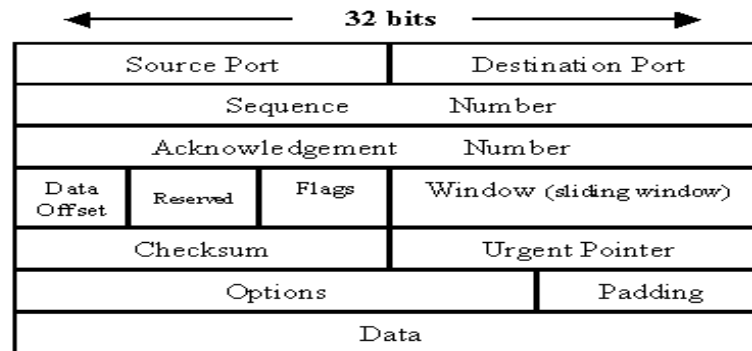 32 bits
Source Port Destination Port
Sequence Number
Acknowledgement Number
Data Offset Reserved Flags Window (sliding window)
Checksum Urgent Pointer
Options Padding
Data